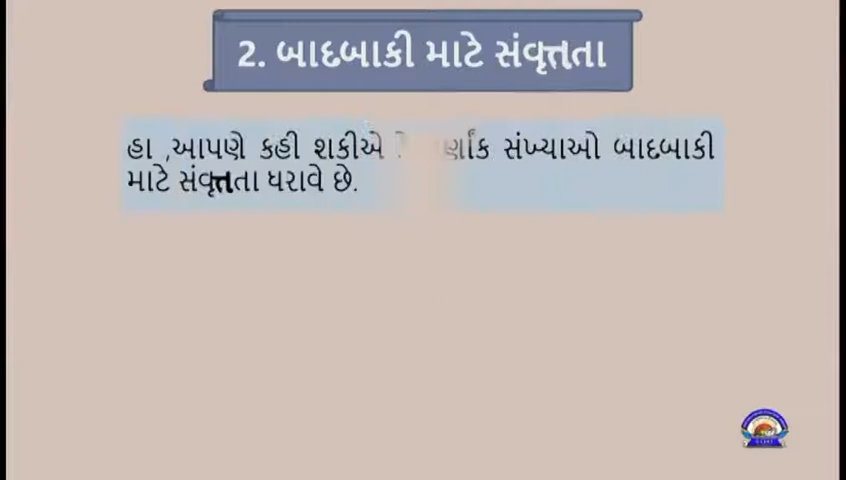 2. બાદબાકી માટે સંવૃત્તતા
હા ,આપણે કહી શકીએ સંખ્યાઓ બાદબાકી
માટે સંવૃત્તતા ધરાવે છે.